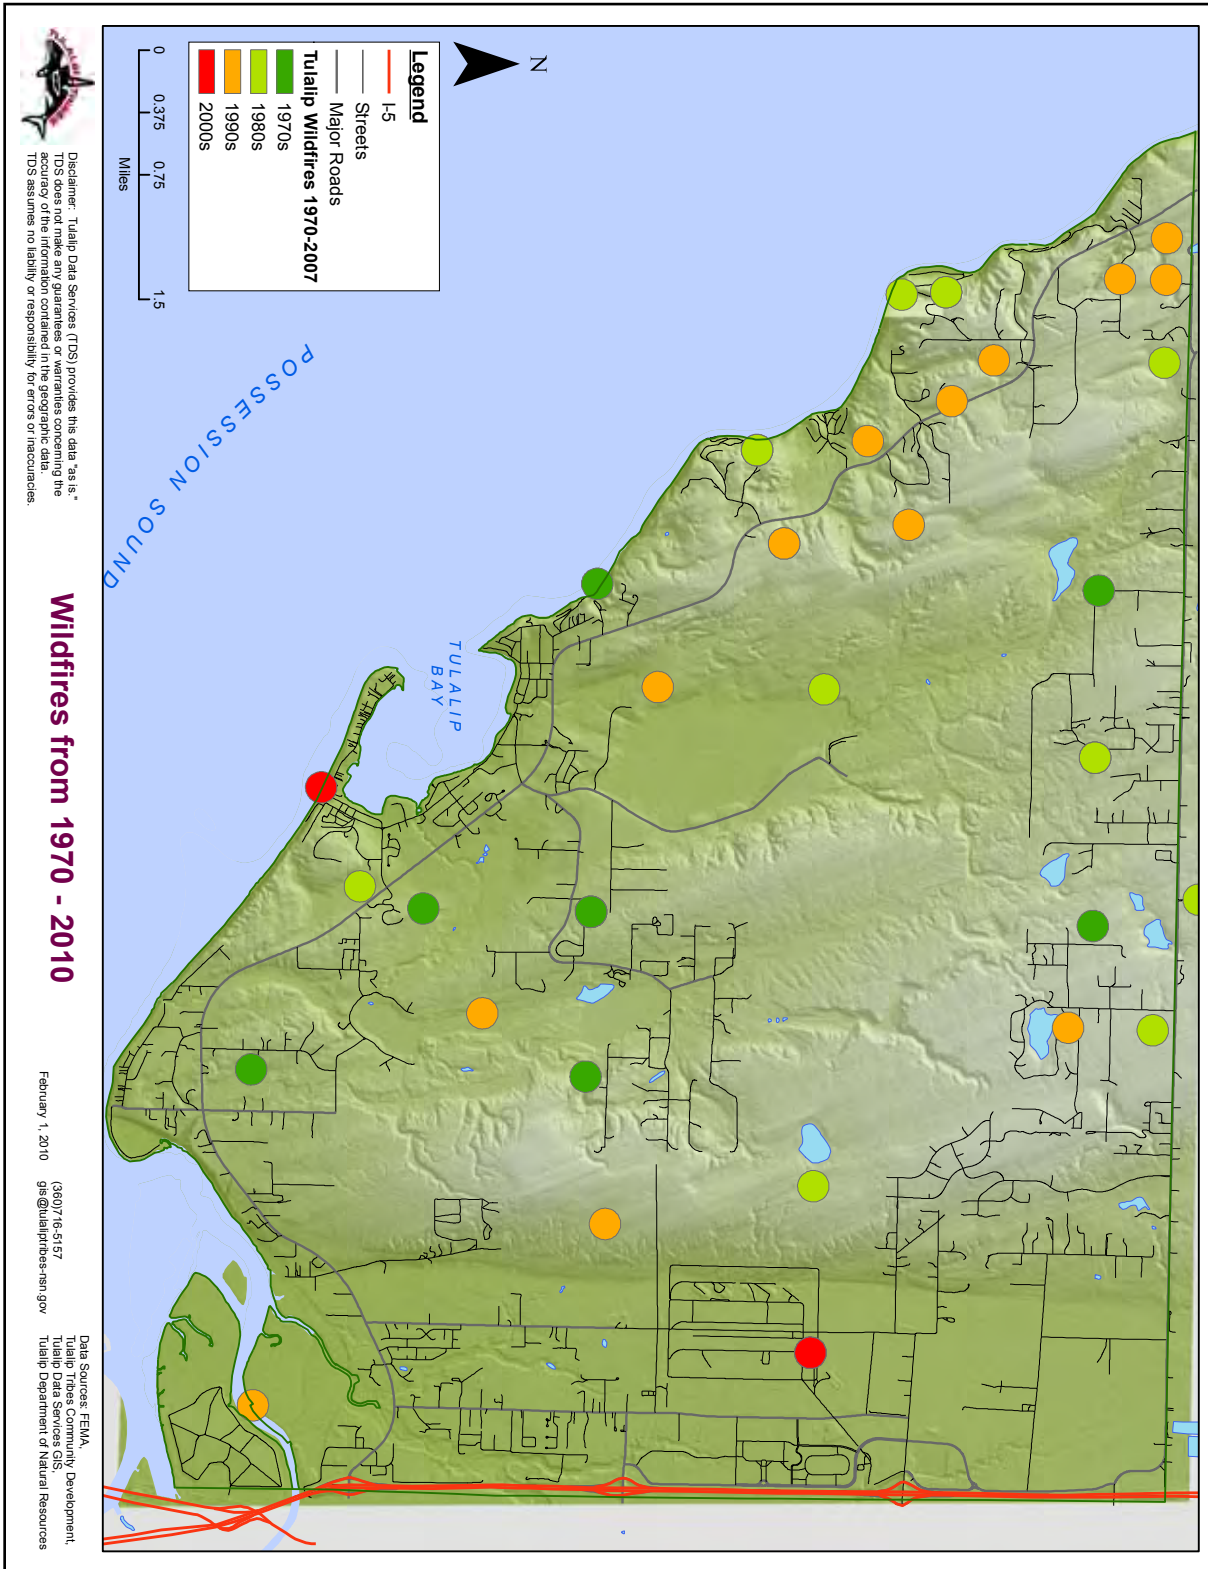 N
Legend
I-5
Streets
Major Roads
Tulalip Wildfires 1970-2007
1970s
1980s
1990s
2000s
0
0.375
0.75
1.5
Miles
POSSESSION SOUND
TULALIP
BAY
Disclaimer: Tulalip Data Services (TDS) provides this data "as is."
TDS does not make any guarantees or warranties concerning the
accuracy of the information contained in the geographic data.
TDS assumes no liability or responsibility for errors or inaccuracies.
Wildfires from 1970 - 2010
February 1, 2010
(360)716-5157
gis@tulaliptribes-nsn.gov
Data Sources: FEMA,
Tulalip Tribes Community Development,
Tulalip Data Services GIS,
Tulalip Department of Natural Resources